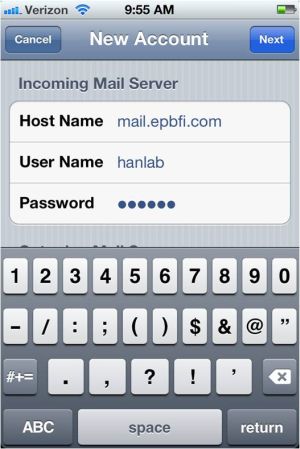 Verizon 9:55 AM
Cancel New Account Next
Incoming Mail Server
Host Name mail.epbfi.com
User Name hanlab
Password ●●●●●●
1 2 3 4 5 6 7 8 9 0
- / : ; ( ) $ & @ "
#+= . , ? ! '
ABC space return